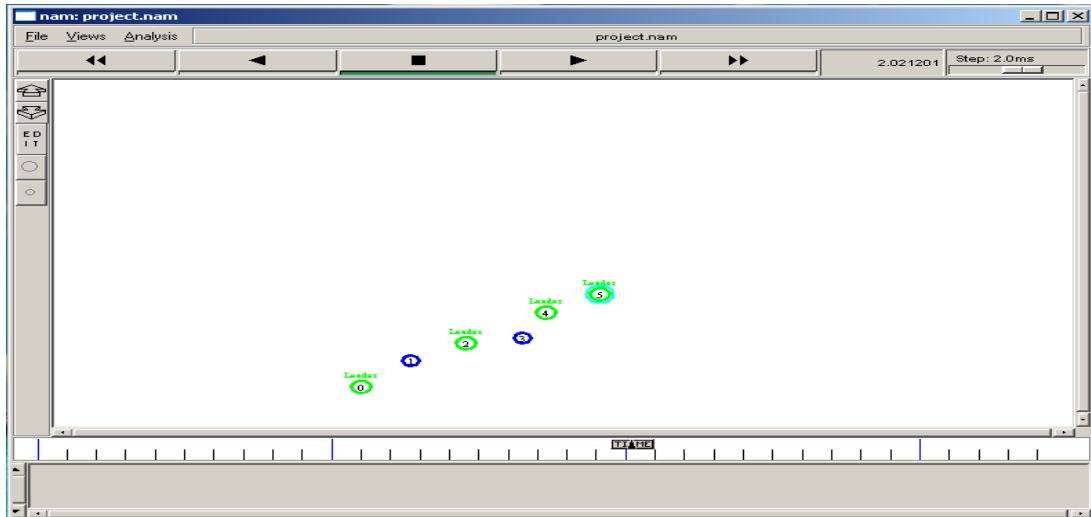 nam: project.nam
File Views Analysis project.nam
2.021201 Step: 2.0ms
E D
I T
Leader
5
Leader
4
Leader
3
2
1
Leader
0
TIME